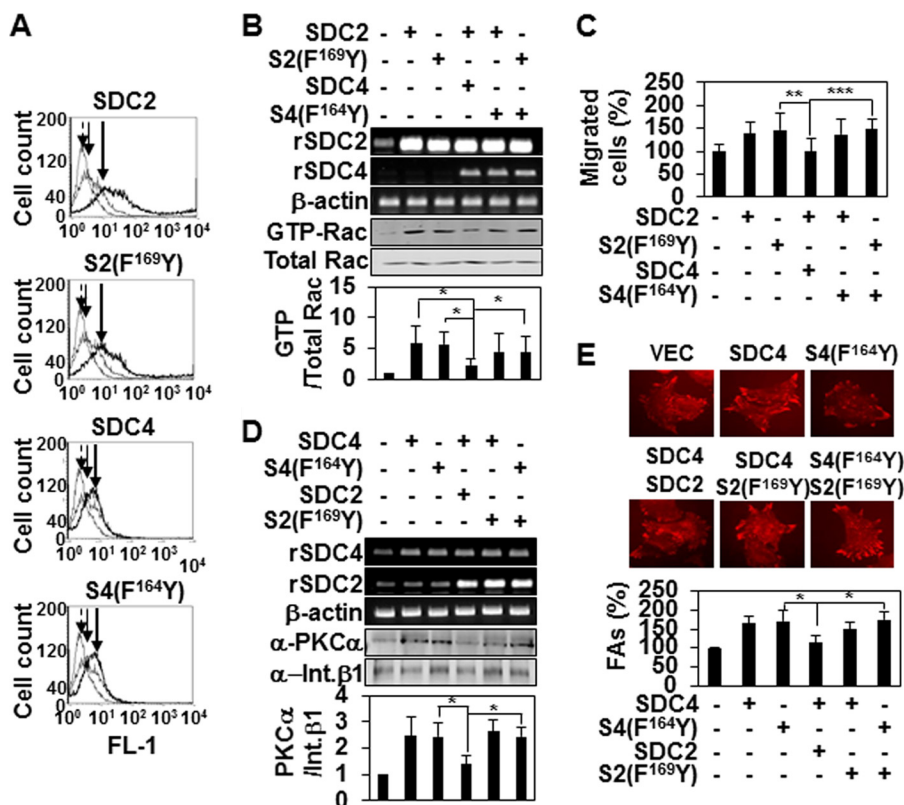 A
SDC2
Cell count
200
120
40
0
10⁰ 10¹ 10² 10³ 10⁴
S2(F¹⁶⁹Y)
Cell count
200
120
40
0
10⁰ 10¹ 10² 10³ 10⁴
SDC4
Cell count
200
120
40
0
10⁰ 10¹ 10² 10³ 10⁴
S4(F¹⁶⁴Y)
Cell count
200
120
40
0
10⁰ 10¹ 10² 10³ 10⁴
FL-1
B
SDC2 - + - + + -
S2(F¹⁶⁹Y) - - + - - +
SDC4 - - - + - -
S4(F¹⁶⁴Y) - - - - + +
rSDC2
rSDC4
β-actin
GTP-Rac
Total Rac
GTP
/Total Rac
15
10
5
0
* * *
C
Migrated
cells (%)
250
200
150
100
50
0
** ***
SDC2 - + - + + -
S2(F¹⁶⁹Y) - - + - - +
SDC4 - - - + - -
S4(F¹⁶⁴Y) - - - - + +
D
SDC4 - + - + + -
S4(F¹⁶⁴Y) - - + - - +
SDC2 - - - + - -
S2(F¹⁶⁹Y) - - - - + +
rSDC4
rSDC2
β-actin
α-PKCα
α–Int.β1
PKCα
/Int.β1
4
3
2
1
0
* *
E
VEC SDC4 S4(F¹⁶⁴Y)
SDC4 SDC4 S4(F¹⁶⁴Y)
SDC2 S2(F¹⁶⁹Y) S2(F¹⁶⁹Y)
FAs (%)
250
200
150
100
50
0
* *
SDC4 - + - + + -
S4(F¹⁶⁴Y) - - + - - +
SDC2 - - - + - -
S2(F¹⁶⁹Y) - - - - + +